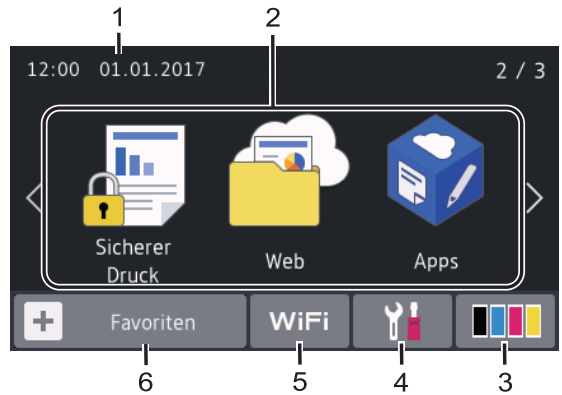 1
2
12:00 01.01.2017 2 / 3
Sicherer
Druck
Web
Apps
Favoriten
WiFi
6
5
4
3